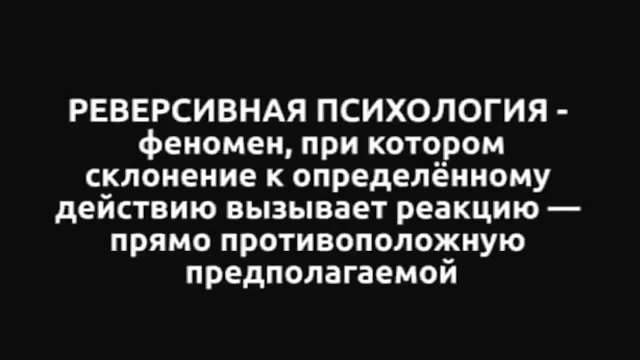 РЕВЕРСИВНАЯ ПСИХОЛОГИЯ -
феномен, при котором
склонение к определённому
действию вызывает реакцию —
прямо противоположную
предполагаемой